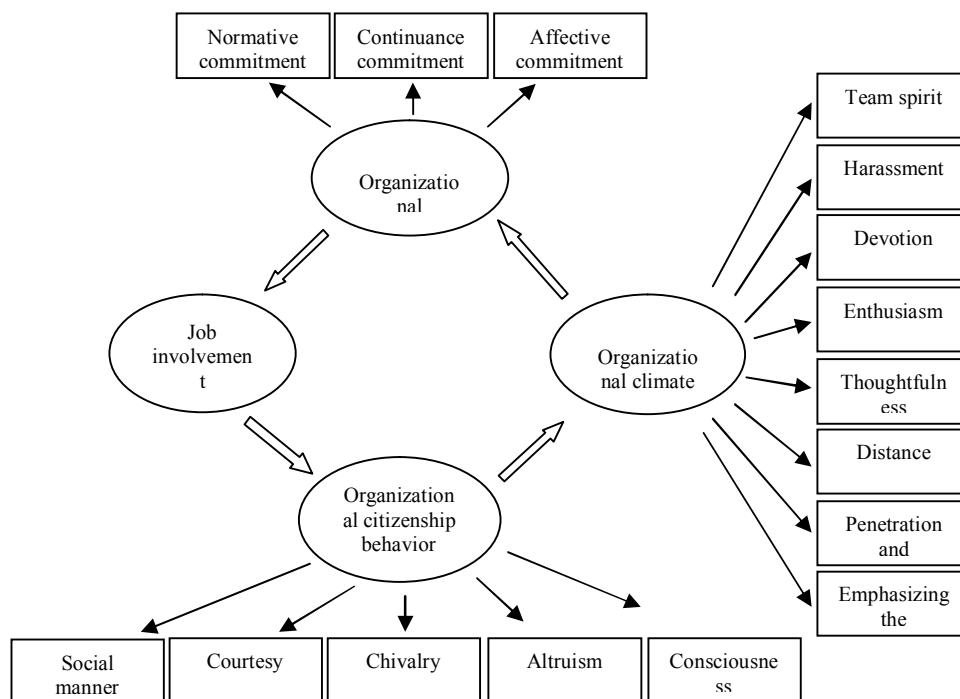 Normative
commitment
Continuance
commitment
Affective
commitment
Organizatio
nal
Job
involvemen
t
Organizatio
nal climate
Organization
al citizenship
behavior
Team spirit
Harassment
Devotion
Enthusiasm
Thoughtfuln
ess
Distance
Penetration
and
Emphasizing
the
Social
manner
Courtesy
Chivalry
Altruism
Consciousne
ss